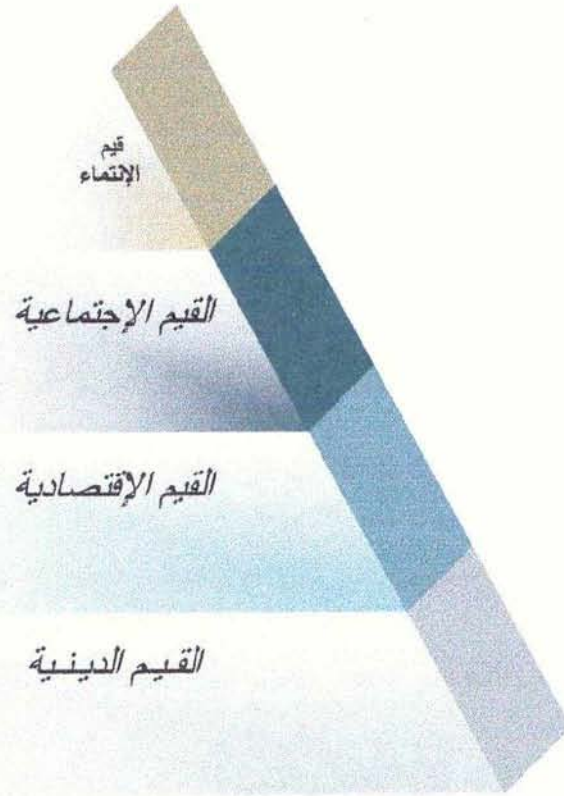 قيم
الإنتماء
القيم الإجتماعية
القيم الإقتصادية
القيم الدينية